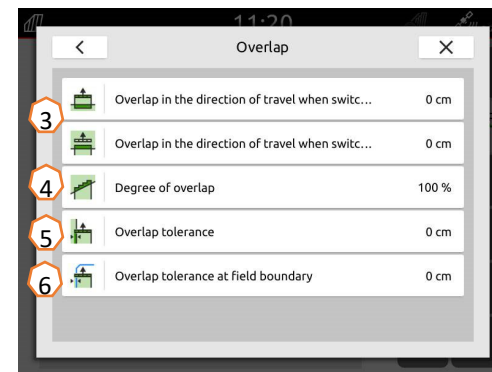 11:20
Overlap
3
Overlap in the direction of travel when switc... 0 cm
Overlap in the direction of travel when switc... 0 cm
4
Degree of overlap 100 %
5
Overlap tolerance 0 cm
6
Overlap tolerance at field boundary 0 cm